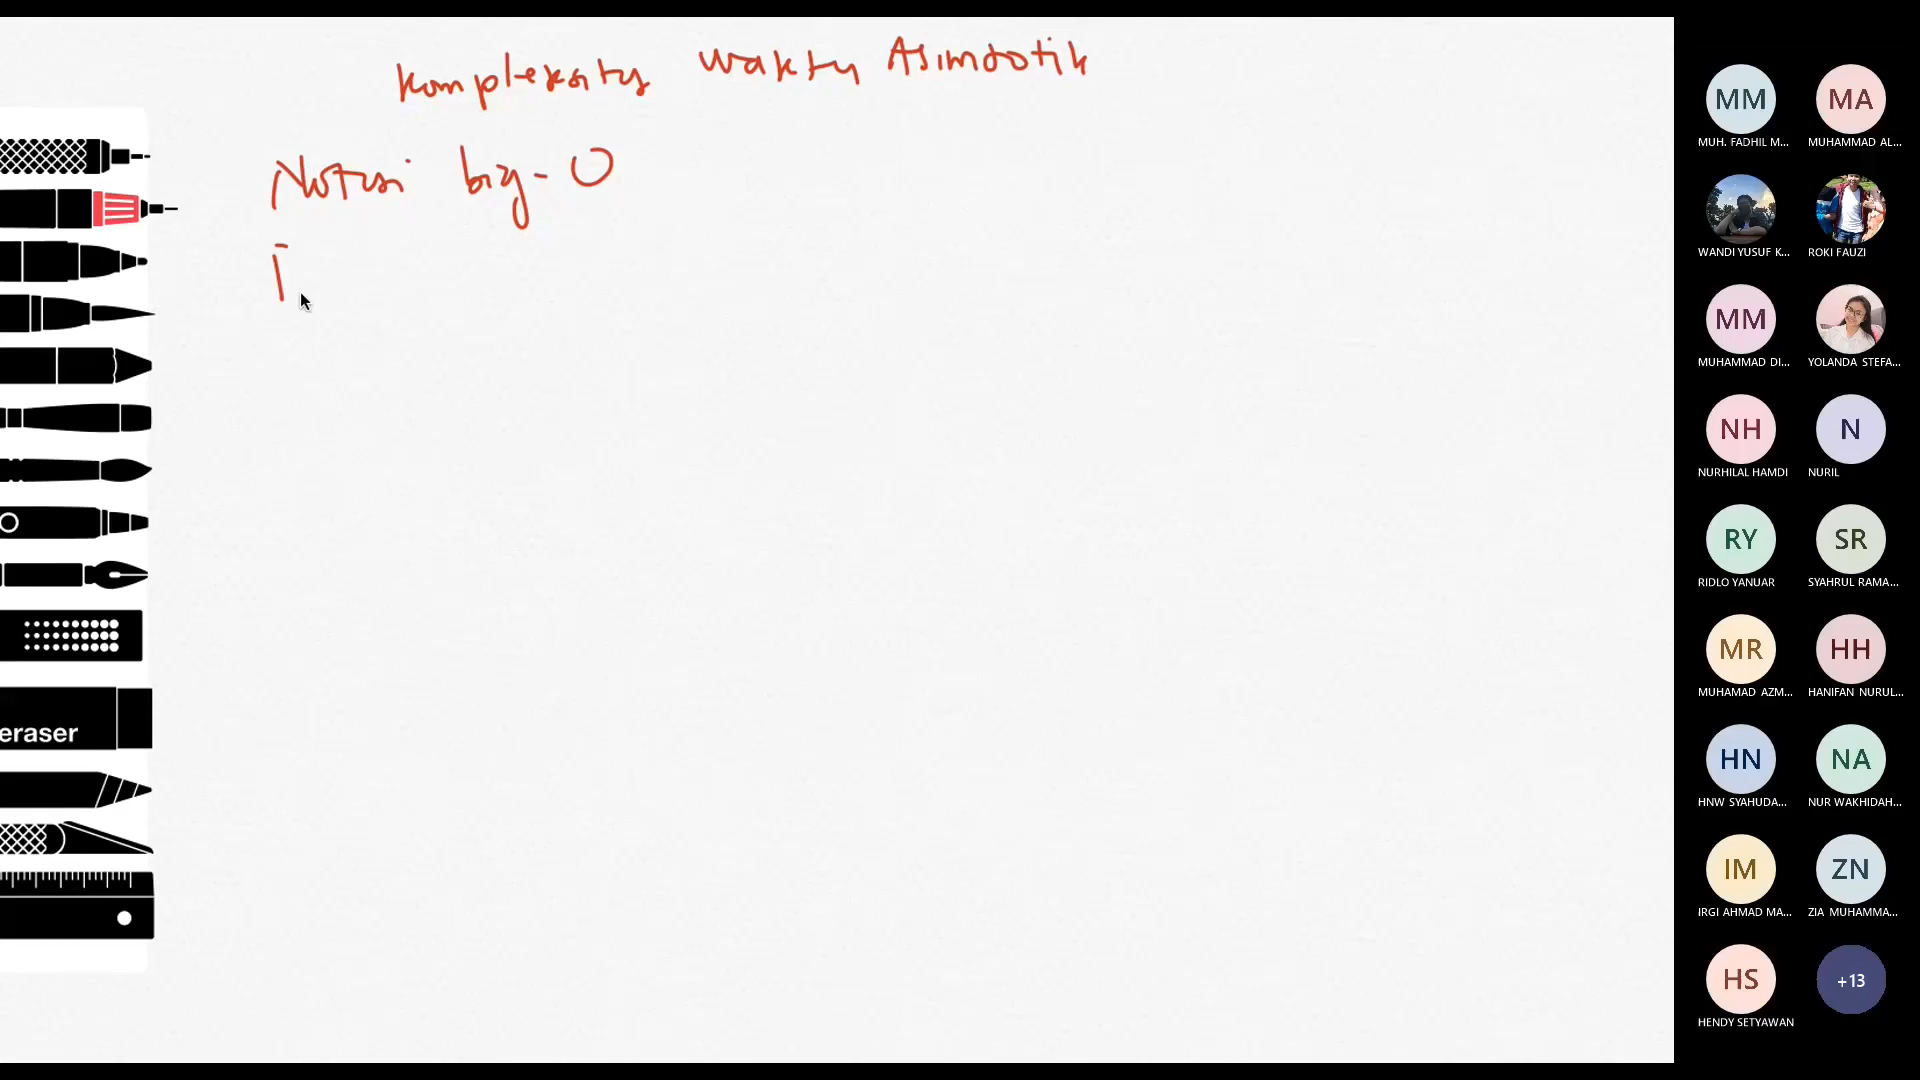 Kompleksity waktu Asimtotik
Notasi big-O
eraser
MM
MA
MUH. FADHIL M...
MUHAMMAD AL...
WANDI YUSUF K...
ROKI FAUZI
MM
MUHAMMAD DI...
YOLANDA STEFA...
NH
N
NURHILAL HAMDI
NURIL
RY
SR
RIDLO YANUAR
SYAHRUL RAMA...
MR
HH
MUHAMAD AZM...
HANIFAN NURUL...
HN
NA
HNW SYAHUDA...
NUR WAKHIDAH...
IM
ZN
IRGI AHMAD MA...
ZIA MUHAMMA...
HS
+13
HENDY SETYAWAN